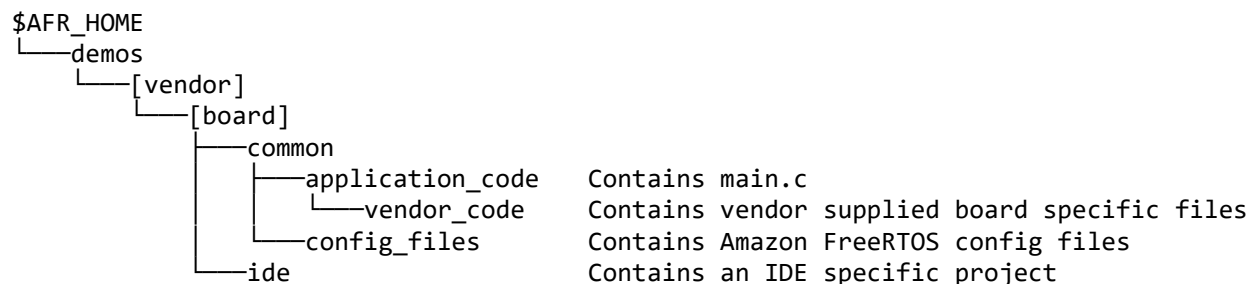 $AFR_HOME
└───demos
    └───[vendor]
        └───[board]
            ├───common
            │   ├───application_code   Contains main.c
            │   │   └───vendor_code    Contains vendor supplied board specific files
            │   └───config_files       Contains Amazon FreeRTOS config files
            └───ide                    Contains an IDE specific project